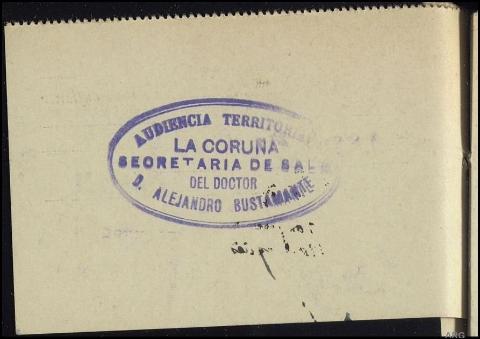 AUDIENCIA TERRITORIAL
LA CORUÑA
SECRETARIA DE SALA
DEL DOCTOR
D. ALEJANDRO BUSTAMANTE